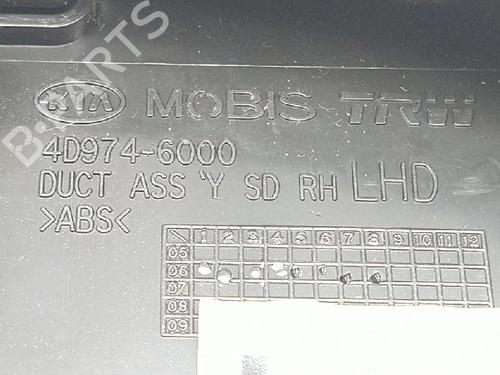 KIA MOBIS TRW
4D974-6000
DUCT ASS'Y SD RH LHD
>ABS<
1 2 3 4 5 6 7 8 9 10 11 12
05
06
07
08
09
B-PARTS